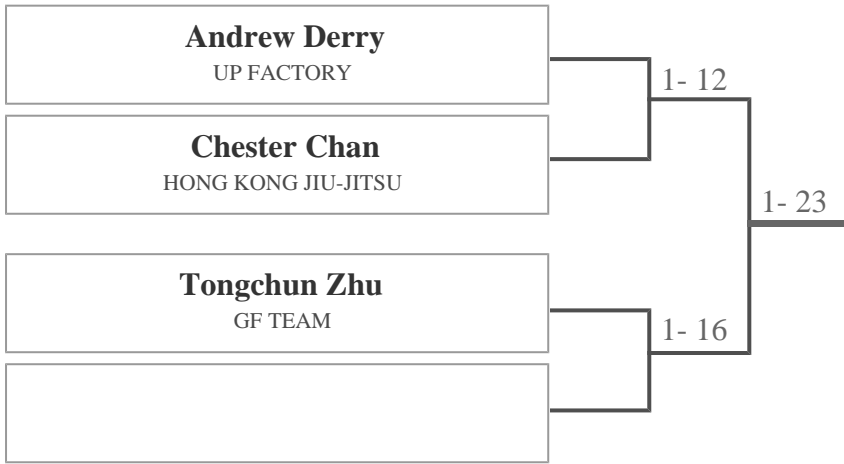 Andrew Derry
UP FACTORY
1- 12
Chester Chan
HONG KONG JIU-JITSU
1- 23
Tongchun Zhu
GF TEAM
1- 16